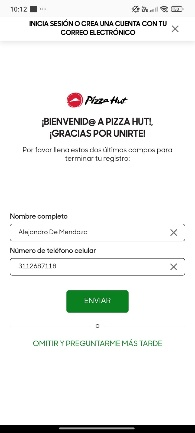 10:12
INICIA SESIÓN O CREA UNA CUENTA CON TU
CORREO ELECTRÓNICO
Pizza Hut
¡BIENVENID@ A PIZZA HUT!,
¡GRACIAS POR UNIRTE!
Por favor llena estos dos últimos campos para
terminar tu registro:
Nombre completo
Alejandro De Mendoza
Número de teléfono celular
3112687118
ENVIAR
o
OMITIR Y PREGUNTARME MÁS TARDE